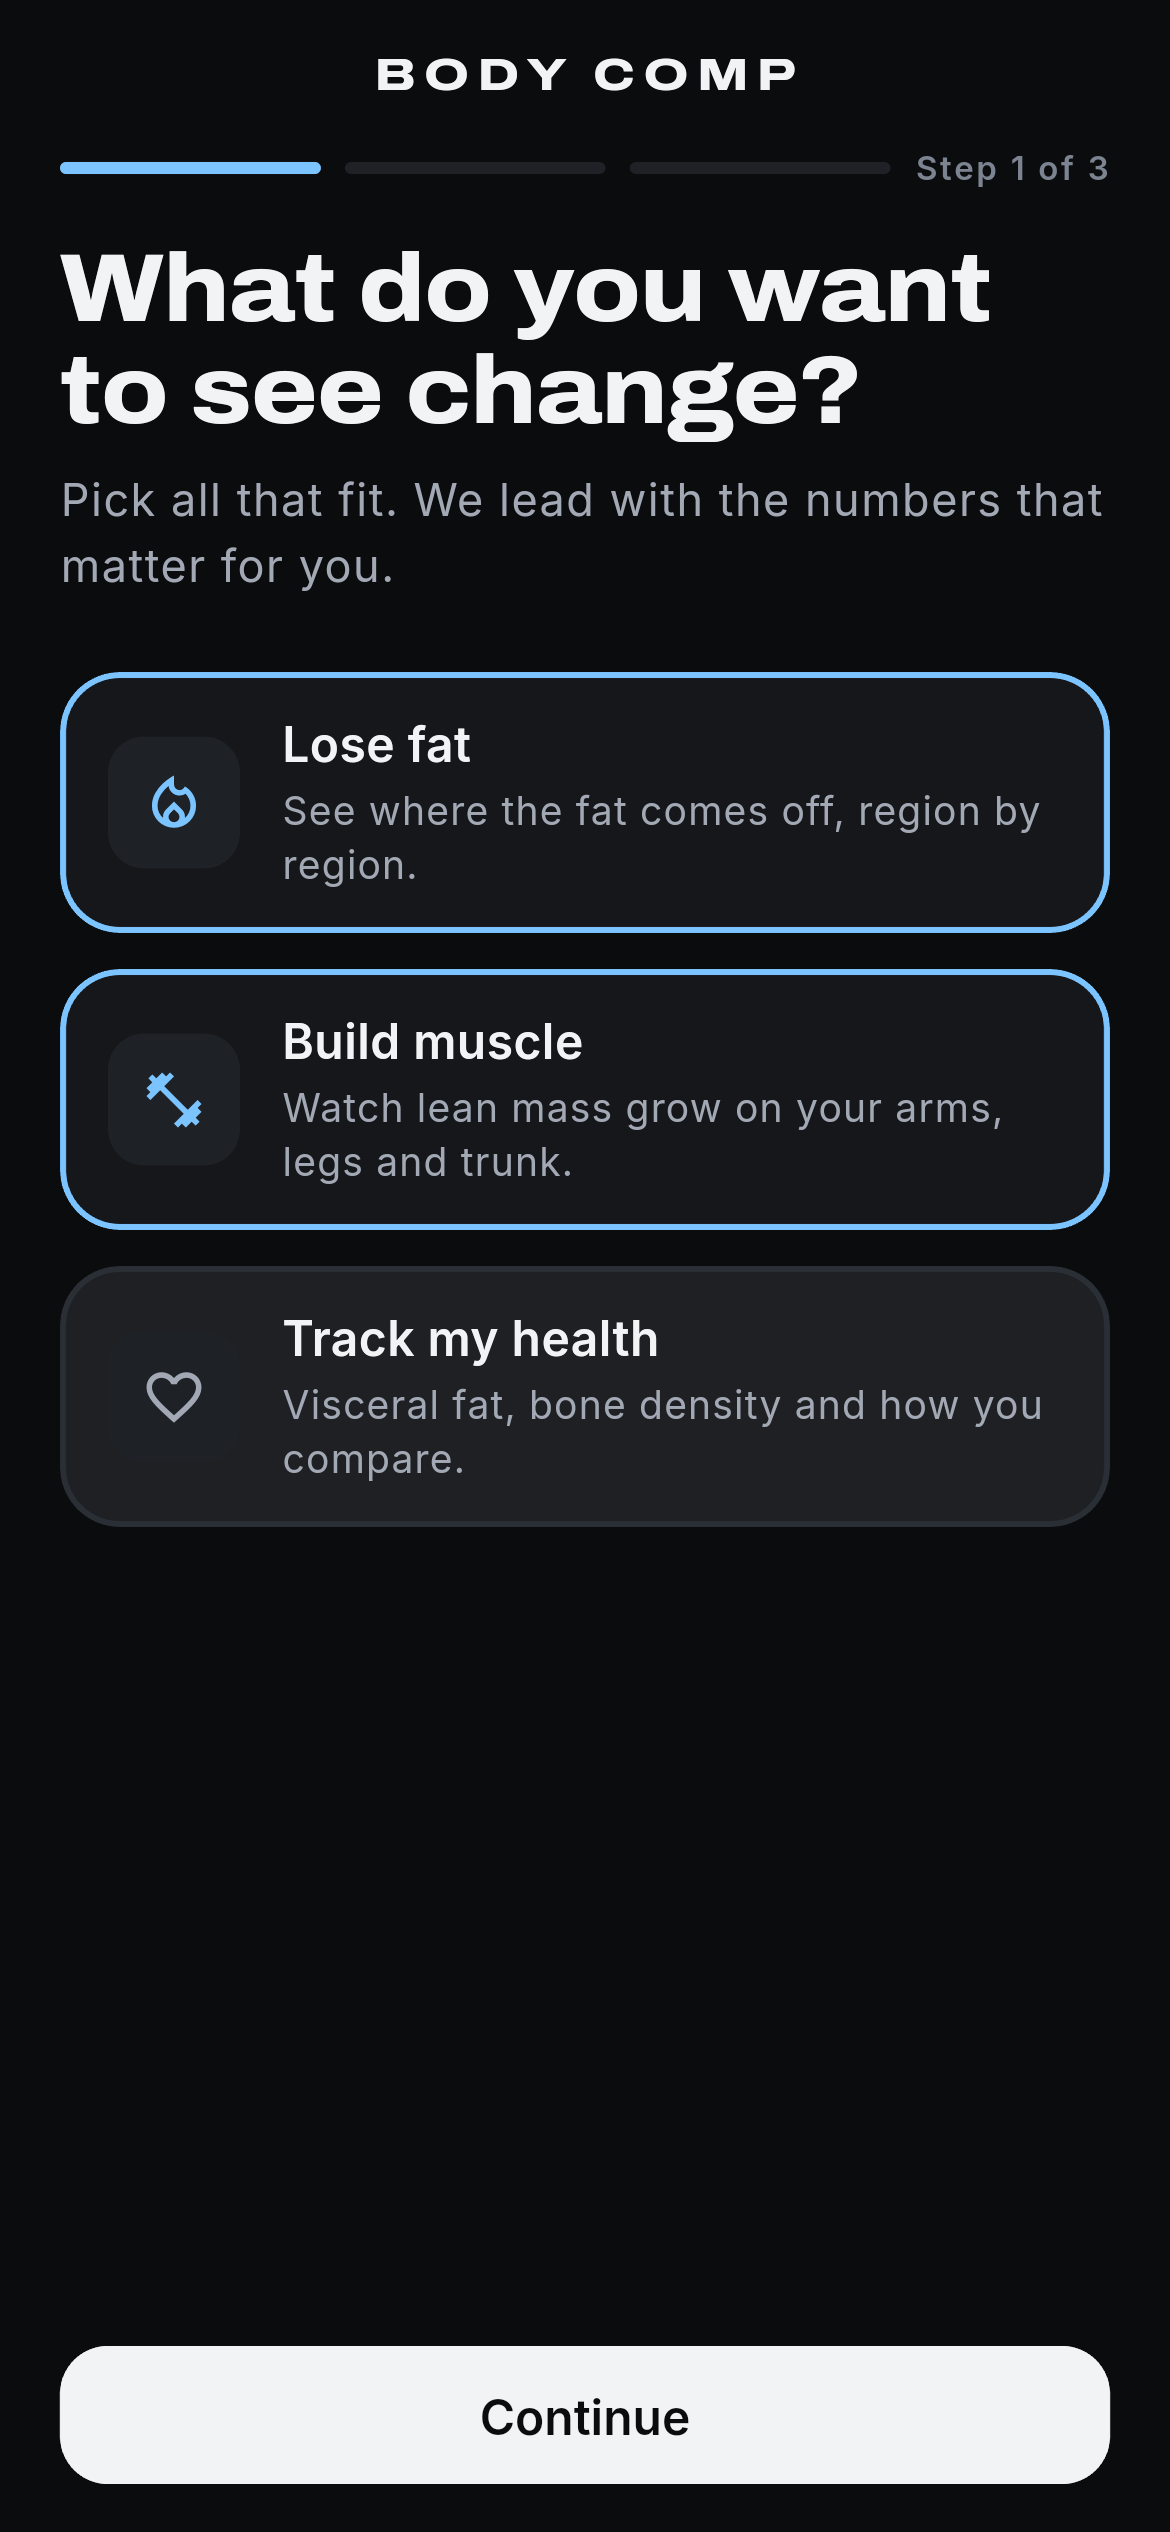 BODY COMP
Step 1 of 3
What do you want
to see change?
Pick all that fit. We lead with the numbers that
matter for you.
Lose fat
See where the fat comes off, region by
region.
Build muscle
Watch lean mass grow on your arms,
legs and trunk.
Track my health
Visceral fat, bone density and how you
compare.
Continue